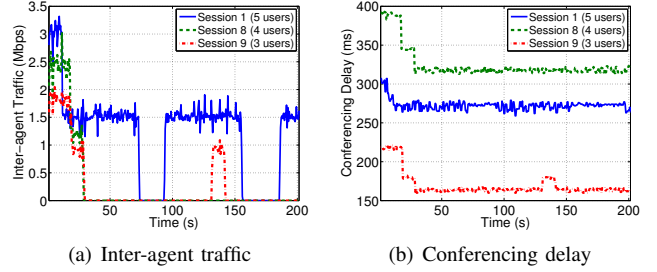 Inter-agent Traffic (Mbps)
3.5
3
2.5
2
1.5
1
0.5
0
50
100
150
200
Time (s)
Session 1 (5 users)
Session 8 (4 users)
Session 9 (3 users)
(a) Inter-agent traffic
Conferencing Delay (ms)
400
350
300
250
200
150
50
100
150
200
Time (s)
Session 1 (5 users)
Session 8 (4 users)
Session 9 (3 users)
(b) Conferencing delay